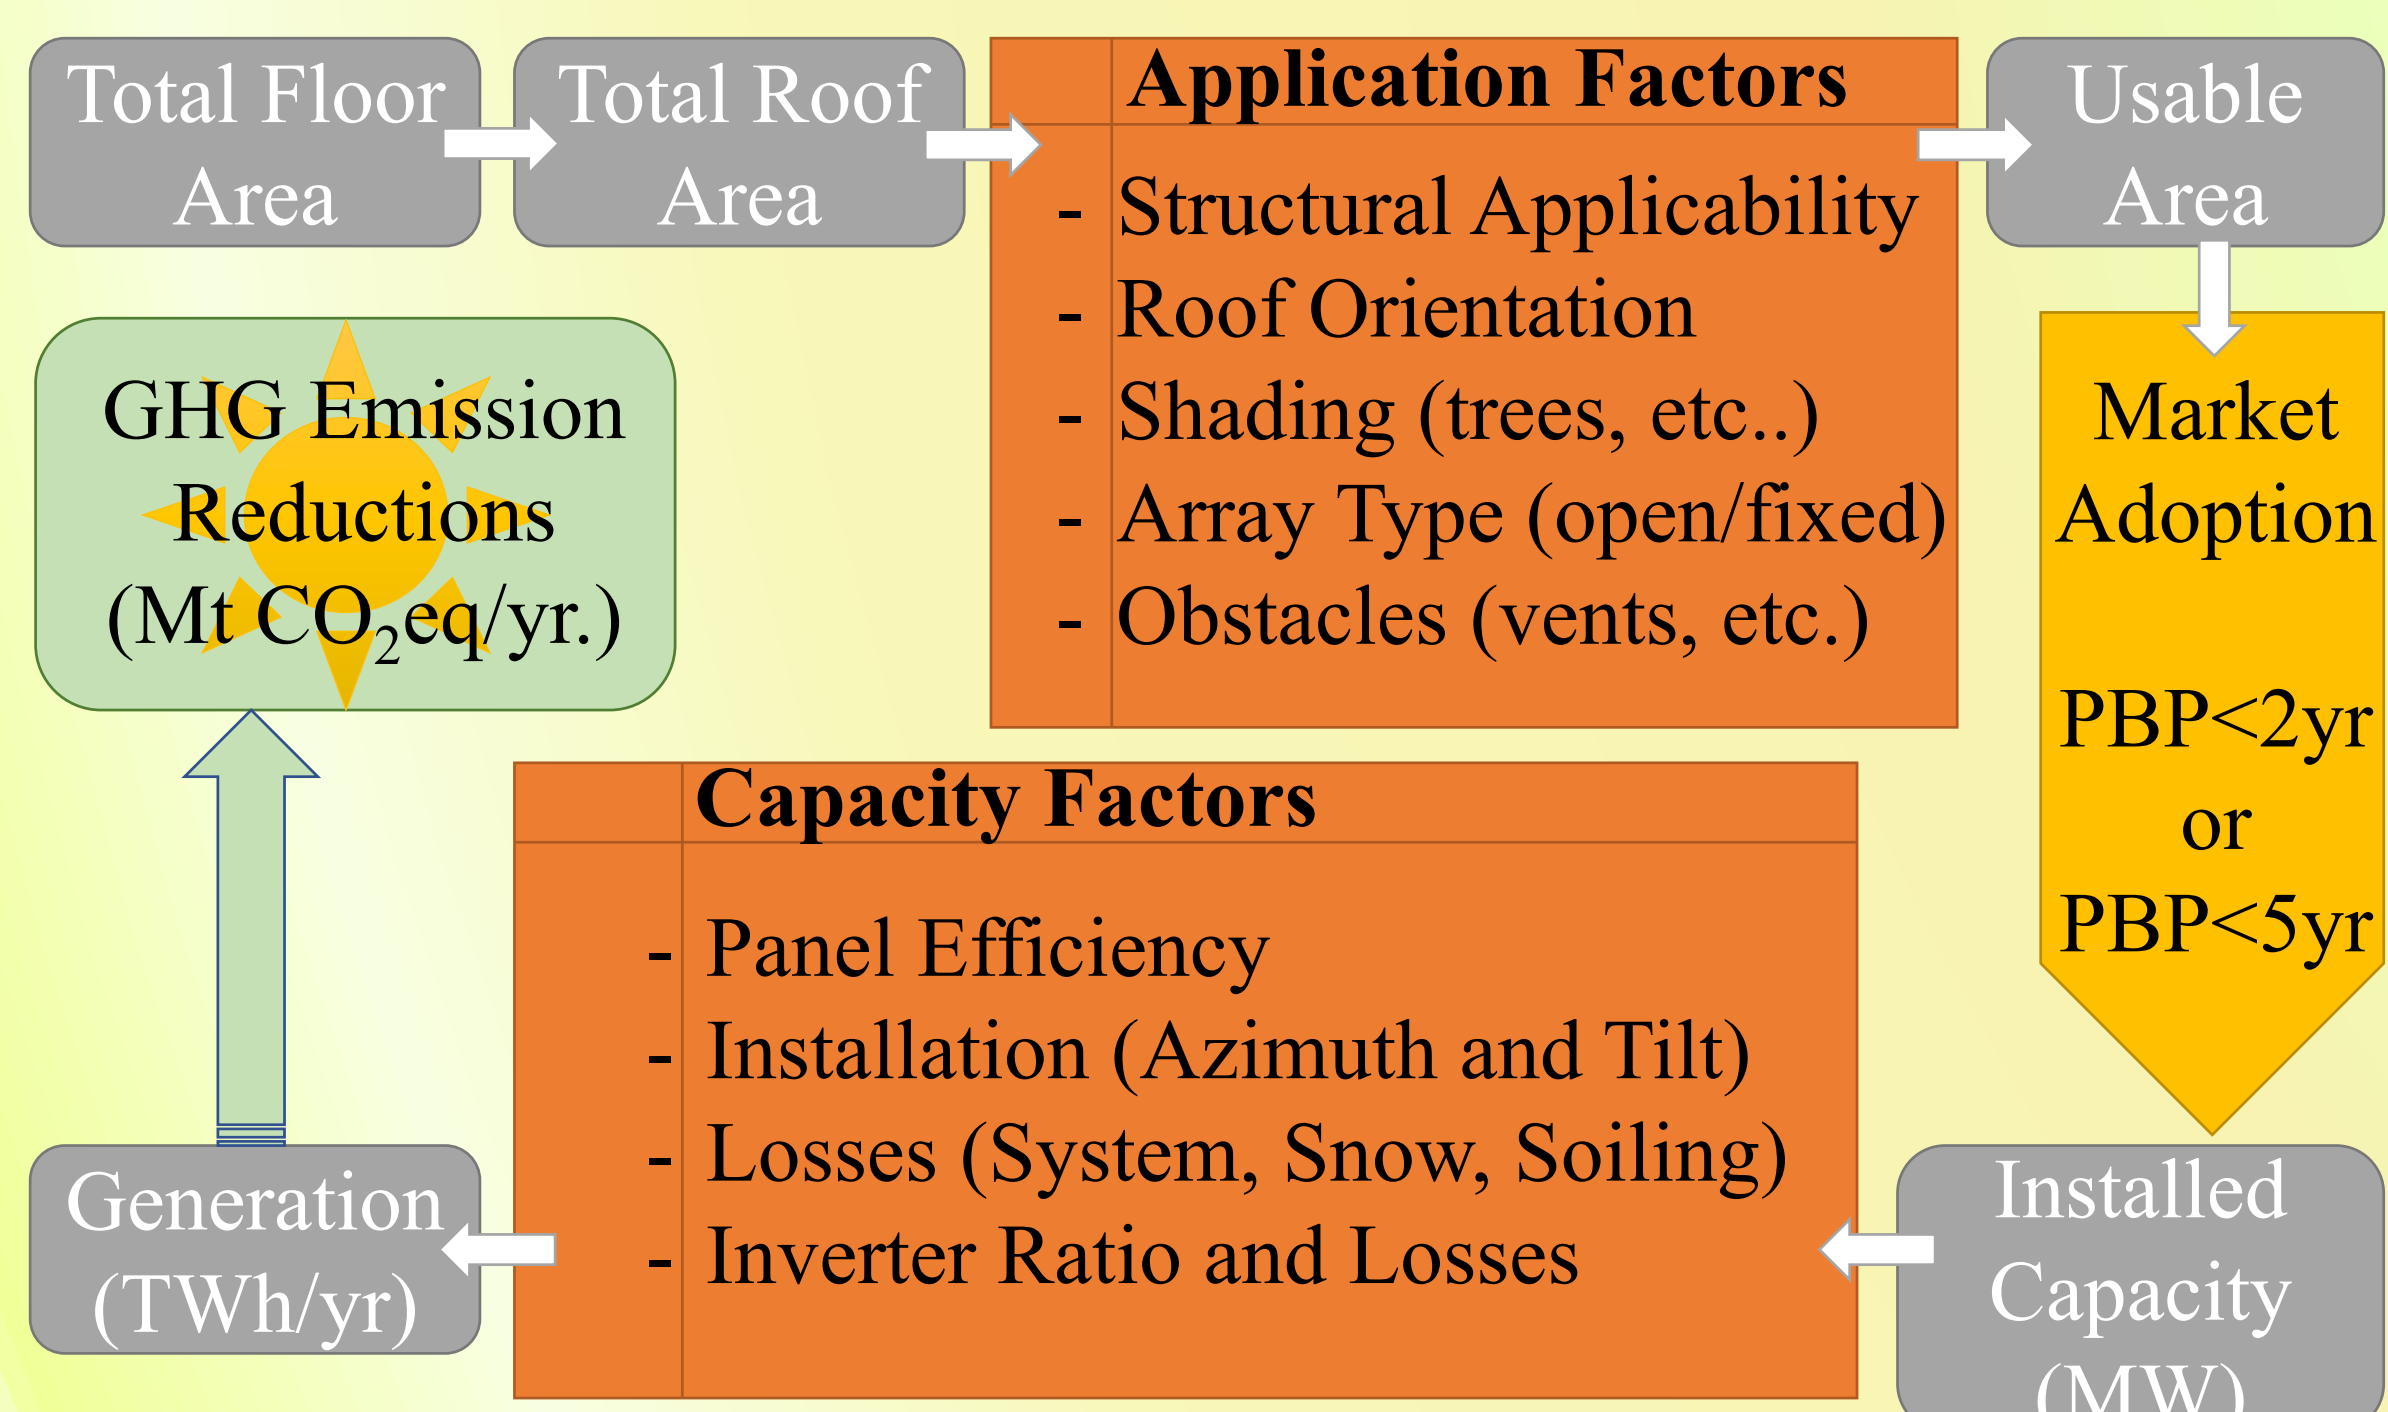 Total Floor
Area
Total Roof
Area
Application Factors
- Structural Applicability
- Roof Orientation
- Shading (trees, etc..)
- Array Type (open/fixed)
- Obstacles (vents, etc.)
Usable
Area
Market
Adoption
PBP<2yr
or
PBP<5yr
Installed
Capacity
(MW)
Capacity Factors
- Panel Efficiency
- Installation (Azimuth and Tilt)
- Losses (System, Snow, Soiling)
- Inverter Ratio and Losses
Generation
(TWh/yr)
GHG Emission
Reductions
(Mt CO₂eq/yr.)